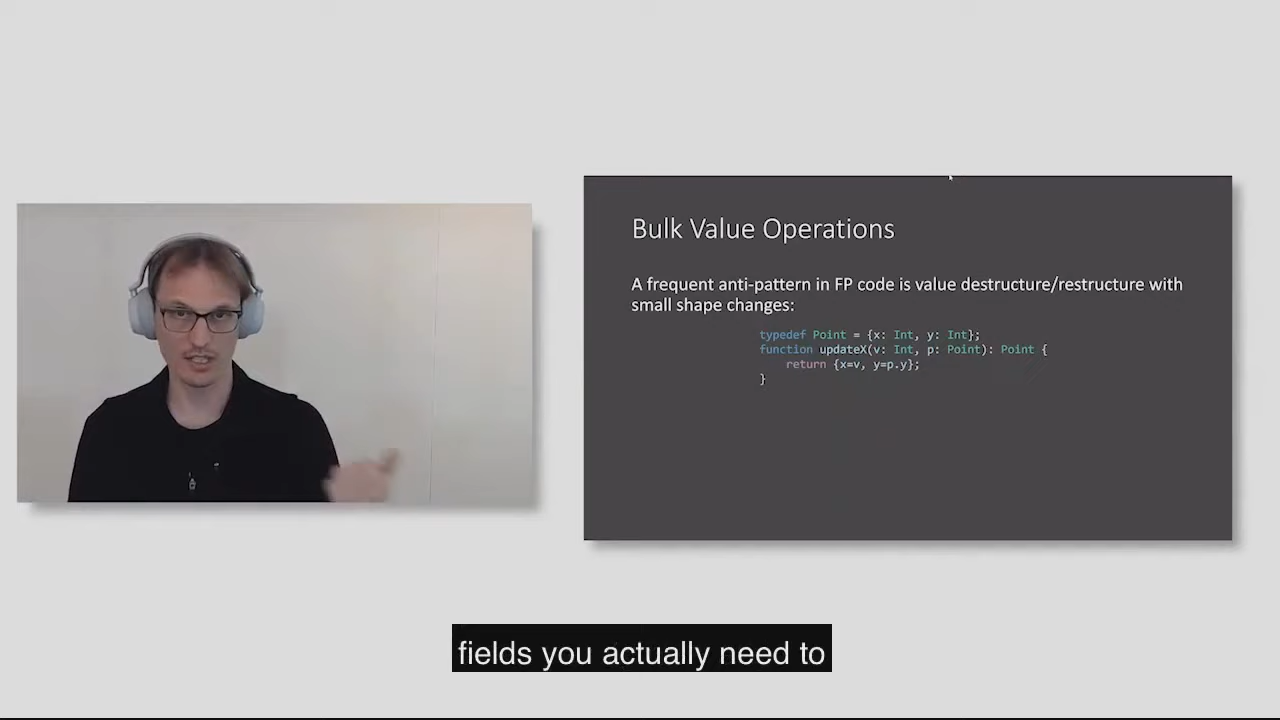 Bulk Value Operations
A frequent anti-pattern in FP code is value destructure/restructure with
small shape changes:
typedef Point = {x: Int, y: Int};
function updateX(v: Int, p: Point): Point {
    return {x=v, y=p.y};
}
fields you actually need to